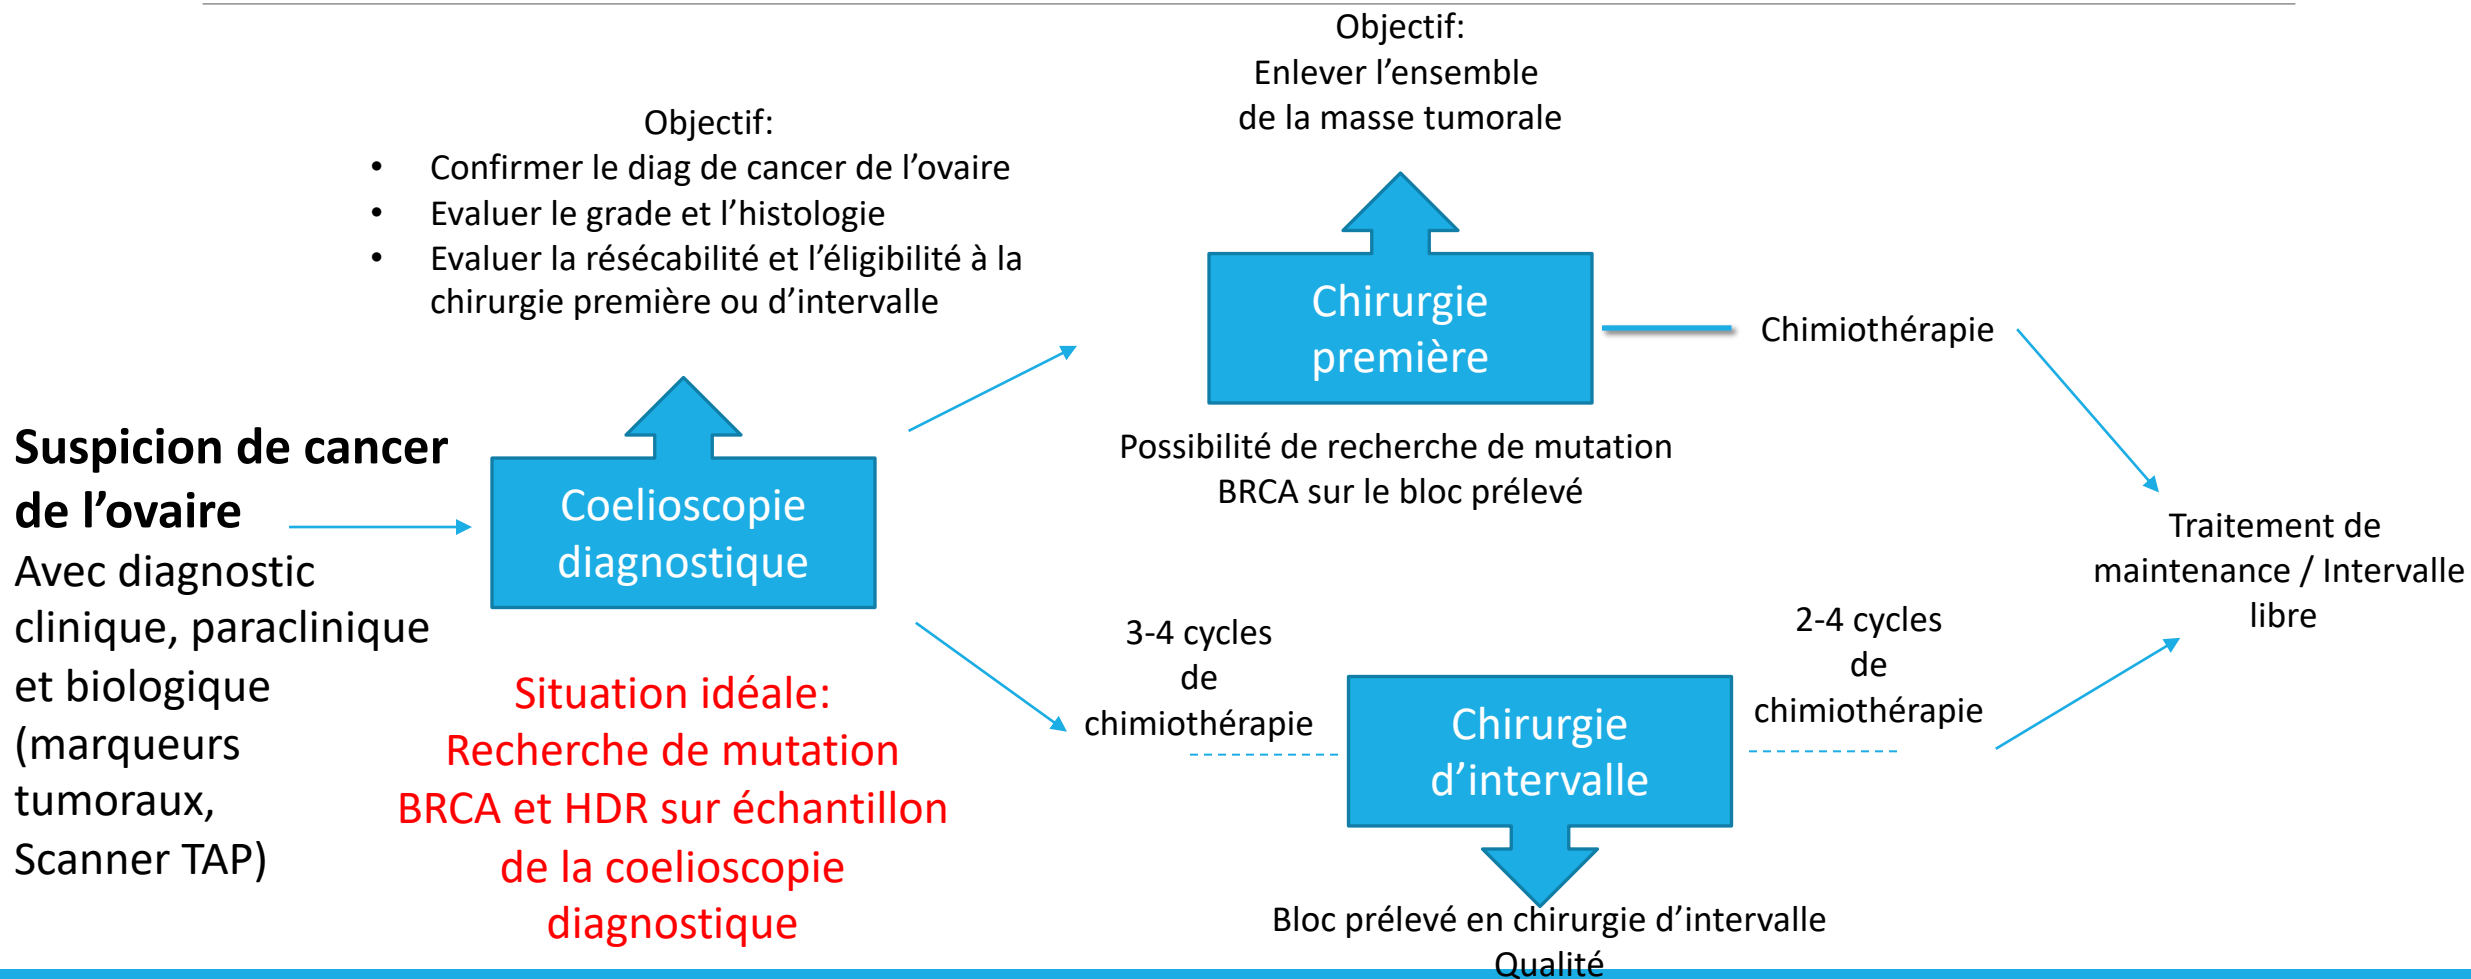 Suspicion de cancer
de l’ovaire
Avec diagnostic
clinique, paraclinique
et biologique
(marqueurs
tumoraux,
Scanner TAP)
Objectif:
• Confirmer le diag de cancer de l’ovaire
• Evaluer le grade et l’histologie
• Evaluer la résécabilité et l’éligibilité à la
chirurgie première ou d’intervalle
Coelioscopie
diagnostique
Situation idéale:
Recherche de mutation
BRCA et HDR sur échantillon
de la coelioscopie
diagnostique
Objectif:
Enlever l’ensemble
de la masse tumorale
Chirurgie
première
Possibilité de recherche de mutation
BRCA sur le bloc prélevé
Chimiothérapie
3-4 cycles
de
chimiothérapie
Chirurgie
d’intervalle
Bloc prélevé en chirurgie d’intervalle
Qualité
2-4 cycles
de
chimiothérapie
Traitement de
maintenance / Intervalle
libre